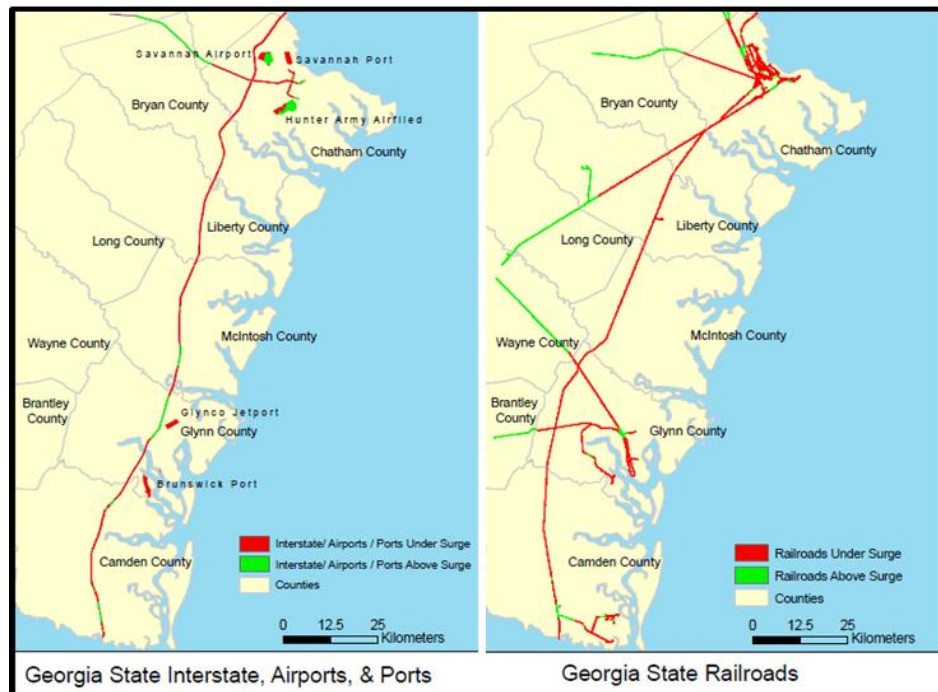 Savannah Airport
Savannah Port
Bryan County
Hunter Army Airflied
Chatham County
Liberty County
Long County
McIntosh County
Wayne County
Brantley
County
Glynco Jetport
Glynn County
Brunswick Port
Camden County
Interstate/ Airports / Ports Under Surge
Interstate/ Airports / Ports Above Surge
Counties
0 12.5 25
Kilometers
Georgia State Interstate, Airports, & Ports
Bryan County
Chatham County
Liberty County
Long County
McIntosh County
Wayne County
Brantley
County
Glynn County
Camden County
Railroads Under Surge
Railroads Above Surge
Counties
0 12.5 25
Kilometers
Georgia State Railroads